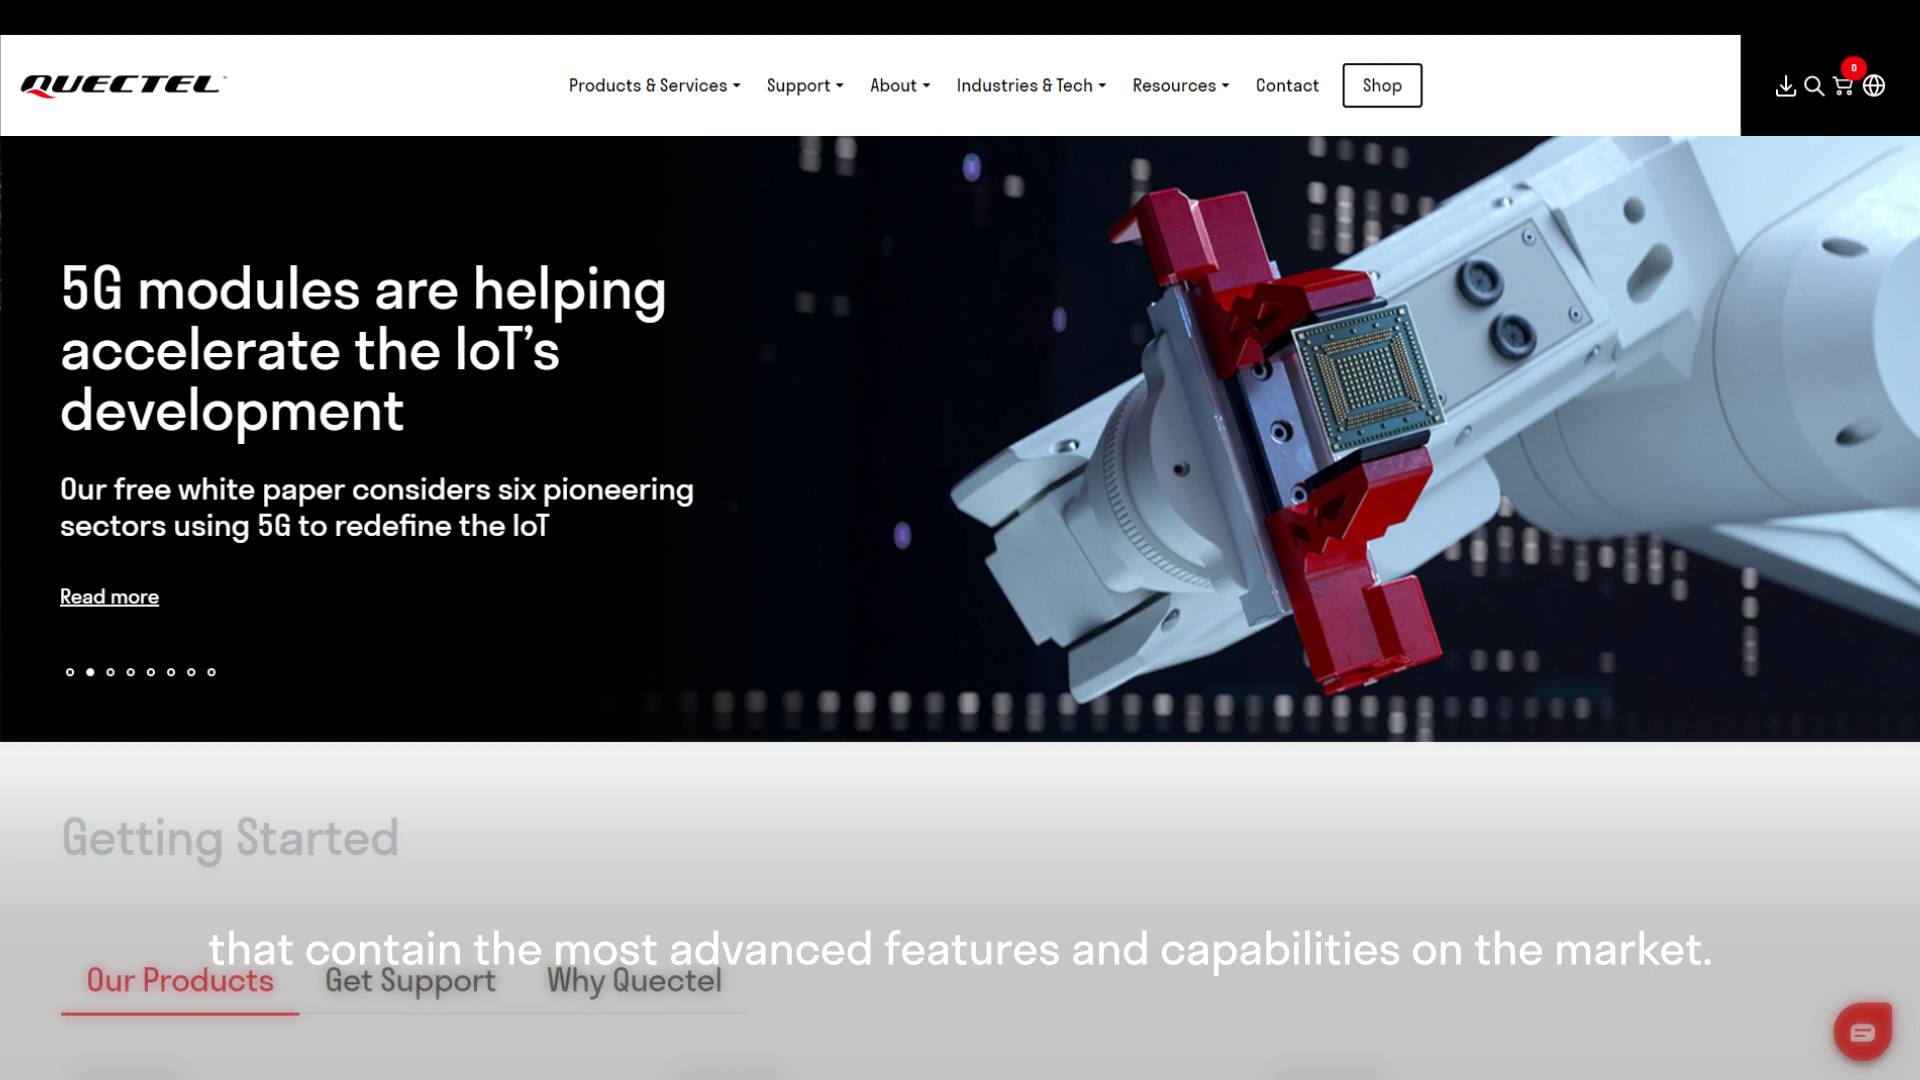 QUECTEL
Products & Services
Support
About
Industries & Tech
Resources
Contact
Shop
0
5G modules are helping
accelerate the IoT’s
development
Our free white paper considers six pioneering
sectors using 5G to redefine the IoT
Read more
Getting Started
that contain the most advanced features and capabilities on the market.
Our Products
Get Support
Why Quectel